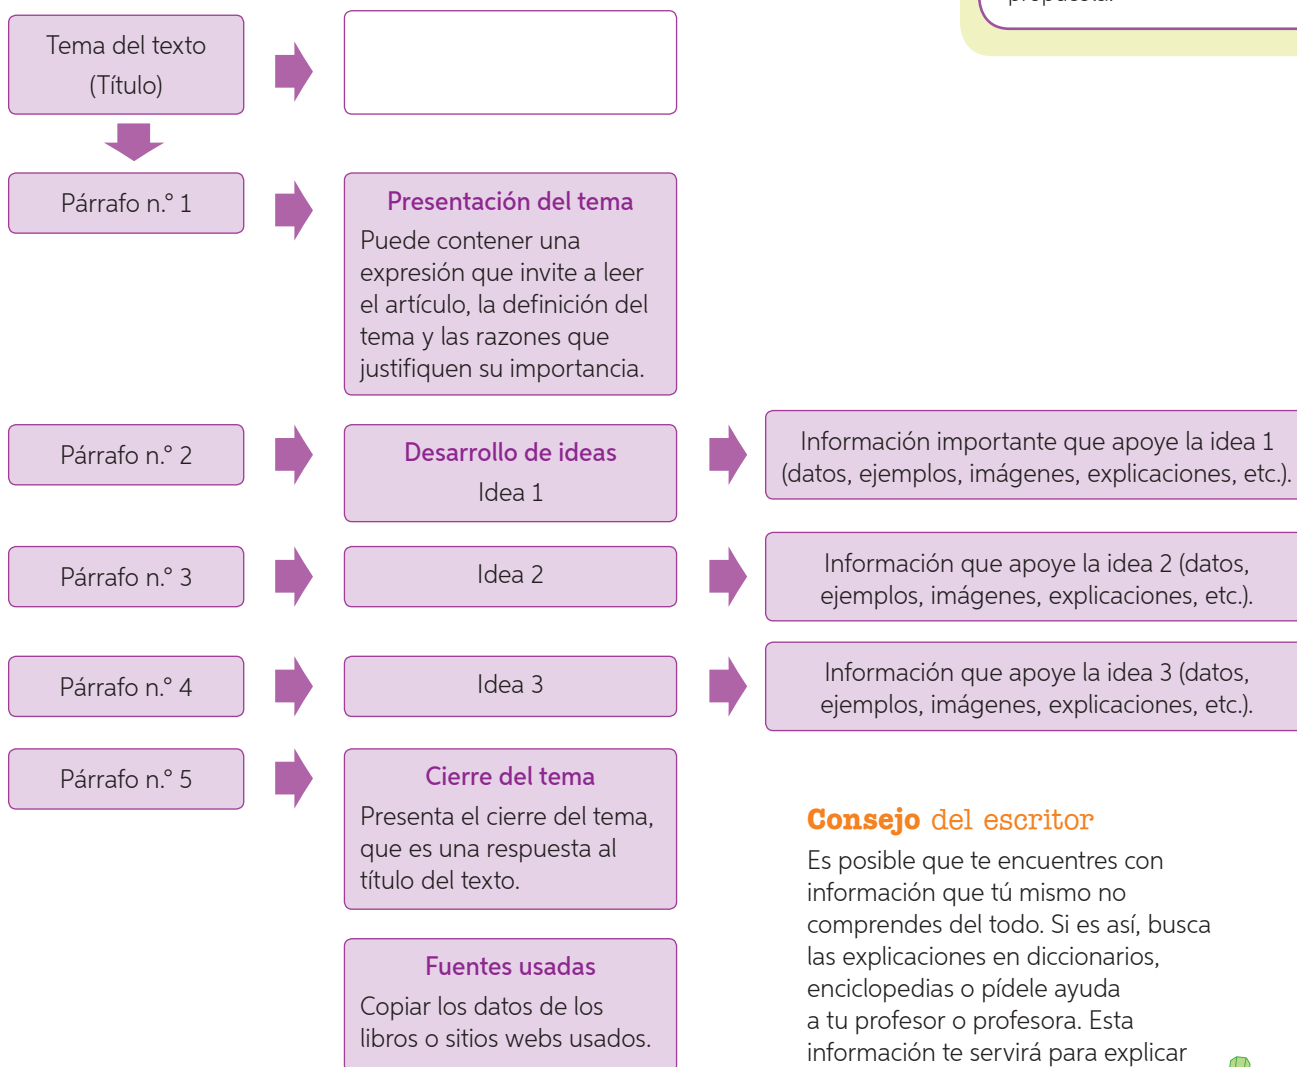 propuesta.
Tema del texto
(Título)
Párrafo n.° 1
Presentación del tema
Puede contener una
expresión que invite a leer
el artículo, la definición del
tema y las razones que
justifiquen su importancia.
Párrafo n.° 2
Desarrollo de ideas
Idea 1
Información importante que apoye la idea 1
(datos, ejemplos, imágenes, explicaciones, etc.).
Párrafo n.° 3
Idea 2
Información que apoye la idea 2 (datos,
ejemplos, imágenes, explicaciones, etc.).
Párrafo n.° 4
Idea 3
Información que apoye la idea 3 (datos,
ejemplos, imágenes, explicaciones, etc.).
Párrafo n.° 5
Cierre del tema
Presenta el cierre del tema,
que es una respuesta al
título del texto.
Fuentes usadas
Copiar los datos de los
libros o sitios webs usados.
Consejo del escritor
Es posible que te encuentres con
información que tú mismo no
comprendes del todo. Si es así, busca
las explicaciones en diccionarios,
enciclopedias o pídele ayuda
a tu profesor o profesora. Esta
información te servirá para explicar